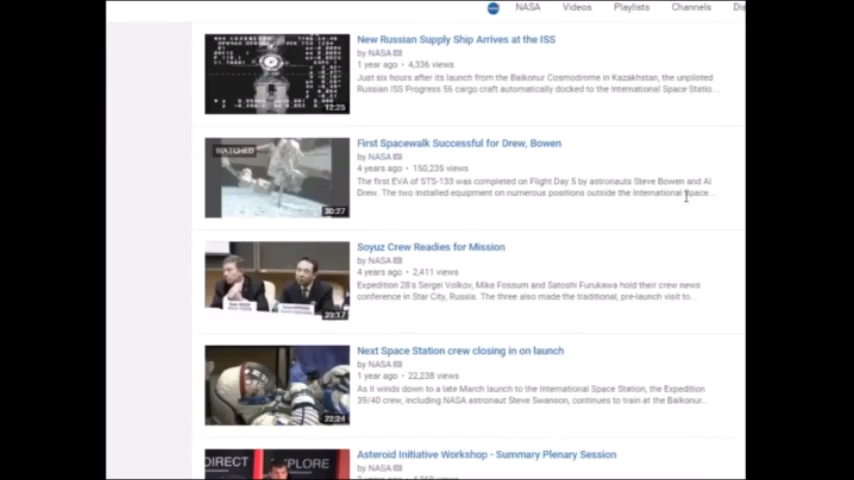 NASA Videos Playlists Channels
New Russian Supply Ship Arrives at the ISS
by NASA
1 year ago • 4,336 views
Just six hours after its launch from the Baikonur Cosmodrome in Kazakhstan, the unpiloted
Russian ISS Progress 56 cargo craft automatically docked to the International Space Statio...
12:25
WATCHED
First Spacewalk Successful for Drew, Bowen
by NASA
4 years ago • 150,235 views
The first EVA of STS-133 was completed on Flight Day 5 by astronauts Steve Bowen and Al
Drew. The two installed equipment on numerous positions outside the International Space...
30:27
Soyuz Crew Readies for Mission
by NASA
4 years ago • 2,411 views
Expedition 28's Sergei Volkov, Mike Fossum and Satoshi Furukawa hold their crew news
conference in Star City, Russia. The three also made the traditional, pre-launch visit to...
Next Space Station crew closing in on launch
by NASA
1 year ago • 22,238 views
As it winds down to a late March launch to the International Space Station, the Expedition
39/40 crew, including NASA astronaut Steve Swanson, continues to train at the Baikonur...
22:24
DIRECT
Asteroid Initiative Workshop - Summary Plenary Session
by NASA